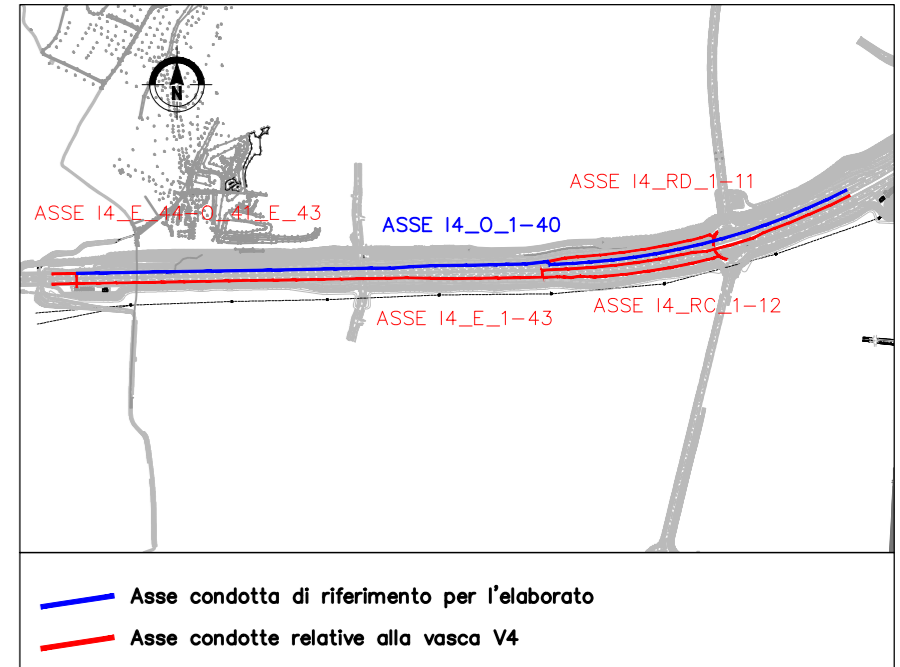 N
ASSE I4_RD_1-11
ASSE I4_E_44-O_41_E_43
ASSE I4_O_1-40
ASSE I4_E_1-43
ASSE I4_RC_1-12
Asse condotta di riferimento per l'elaborato
Asse condotte relative alla vasca V4